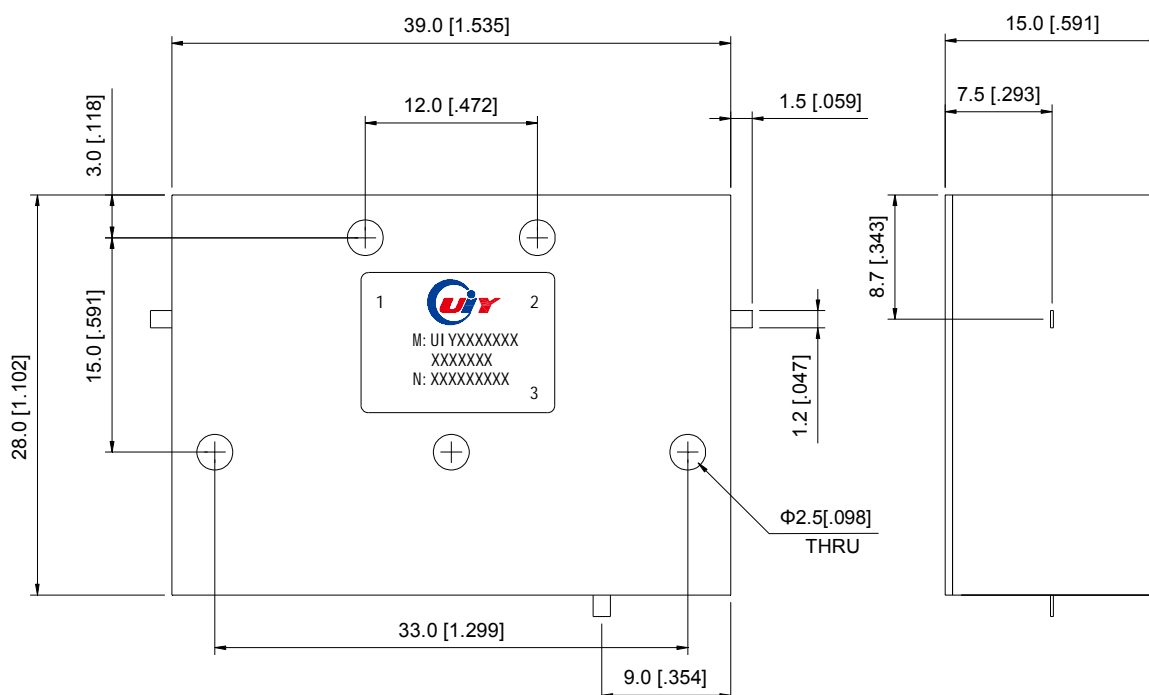 39.0 [1.535]
15.0 [.591]
12.0 [.472]
1.5 [.059]
7.5 [.293]
3.0 [.118]
8.7 [.343]
1 UiY 2
M: UIYXXXXXXX
XXXXXXX
N: XXXXXXXXX
3
15.0 [.591]
28.0 [1.102]
1.2 [.047]
Φ2.5[.098]
THRU
33.0 [1.299]
9.0 [.354]